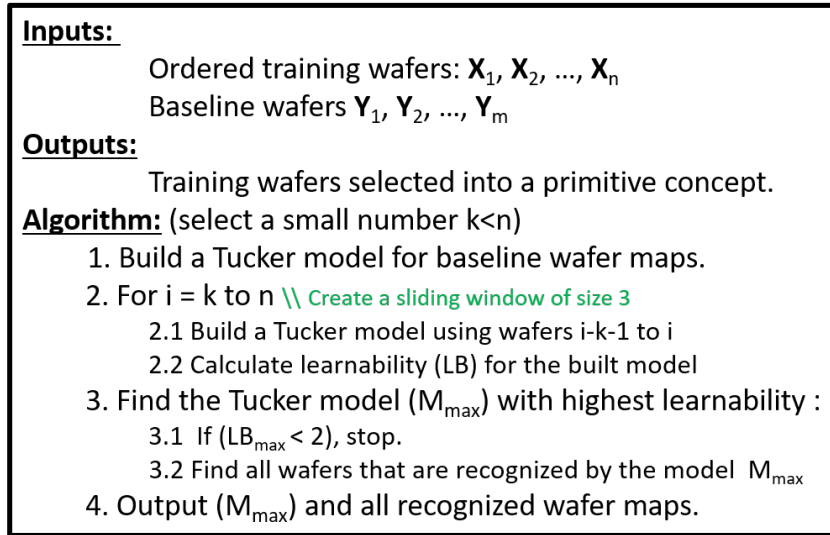 Inputs:
Ordered training wafers: X₁, X₂, ..., Xₙ
Baseline wafers Y₁, Y₂, ..., Yₘ
Outputs:
Training wafers selected into a primitive concept.
Algorithm: (select a small number k<n)
1. Build a Tucker model for baseline wafer maps.
2. For i = k to n \\ Create a sliding window of size 3
2.1 Build a Tucker model using wafers i-k-1 to i
2.2 Calculate learnability (LB) for the built model
3. Find the Tucker model (Mmax) with highest learnability :
3.1 If (LBmax < 2), stop.
3.2 Find all wafers that are recognized by the model Mmax
4. Output (Mmax) and all recognized wafer maps.